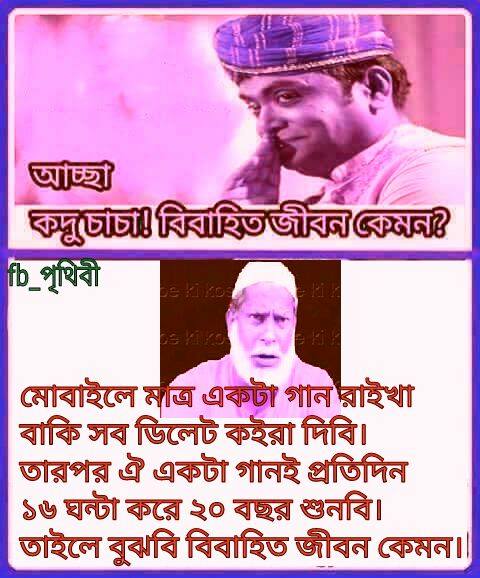 আচ্ছা
কদু চাচা! বিবাহিত জীবন কেমন?
fb_পৃথিবী
মোবাইলে মাত্র একটা গান রাইখা
বাকি সব ডিলেট কইরা দিবি।
তারপর ঐ একটা গানই প্রতিদিন
১৬ ঘন্টা করে ২০ বছর শুনবি।
তাইলে বুঝবি বিবাহিত জীবন কেমন।